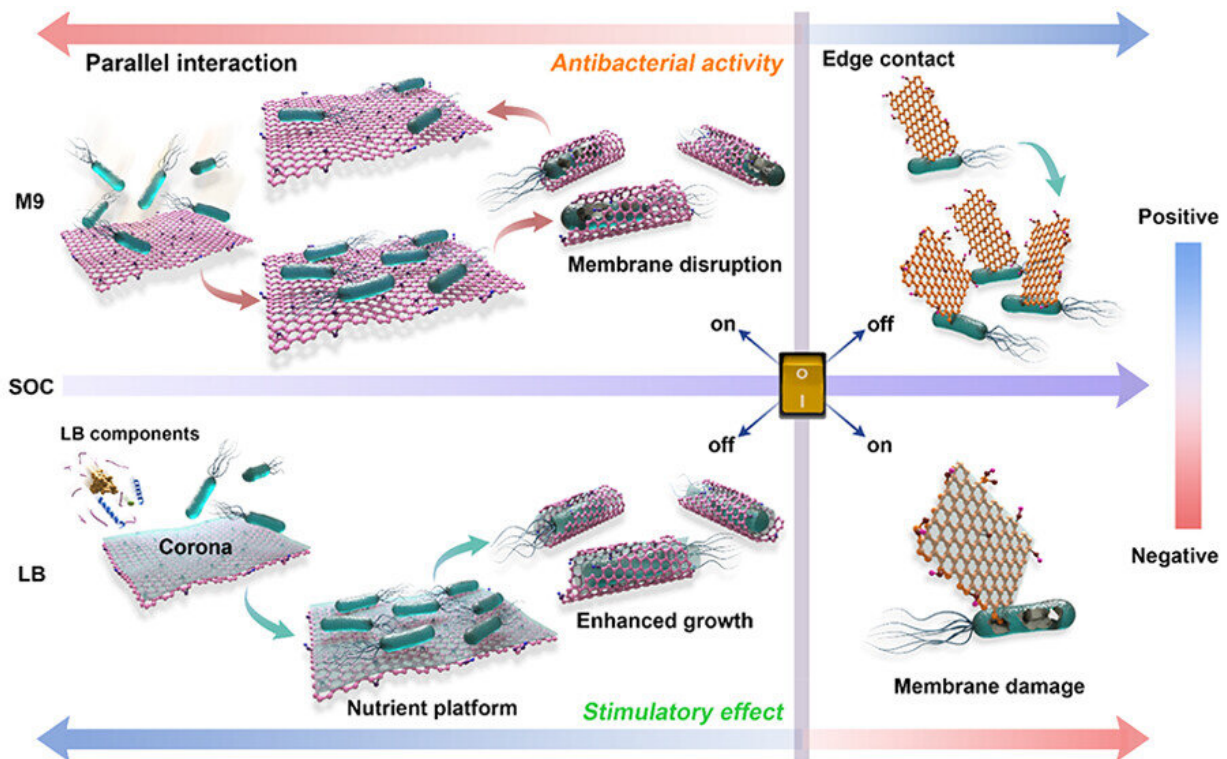 Parallel interaction
Antibacterial activity
Edge contact
M9
Membrane disruption
Positive
on
off
SOC
O
I
LB components
off
on
Corona
LB
Enhanced growth
Negative
Nutrient platform
Membrane damage
Stimulatory effect